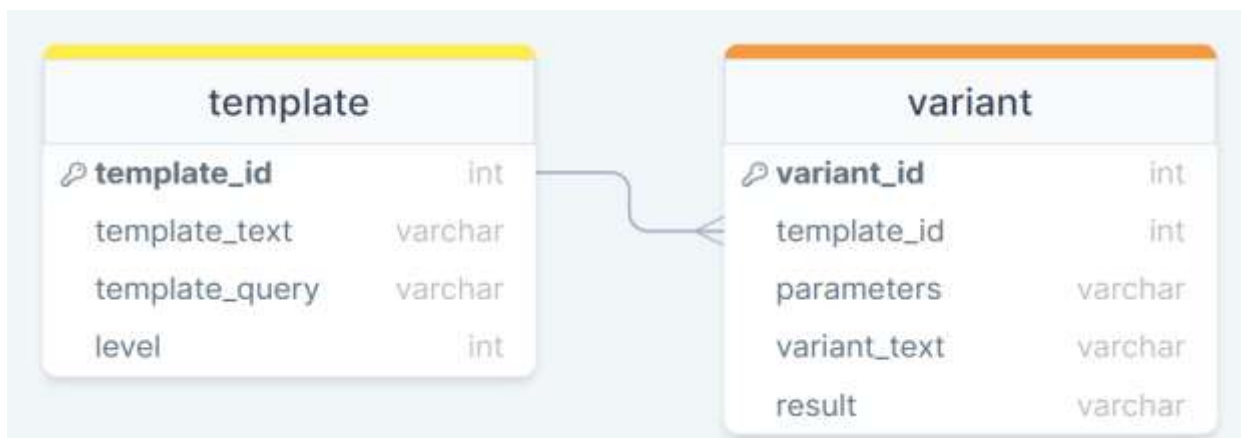 template
template_id int
template_text varchar
template_query varchar
level int
variant
variant_id int
template_id int
parameters varchar
variant_text varchar
result varchar